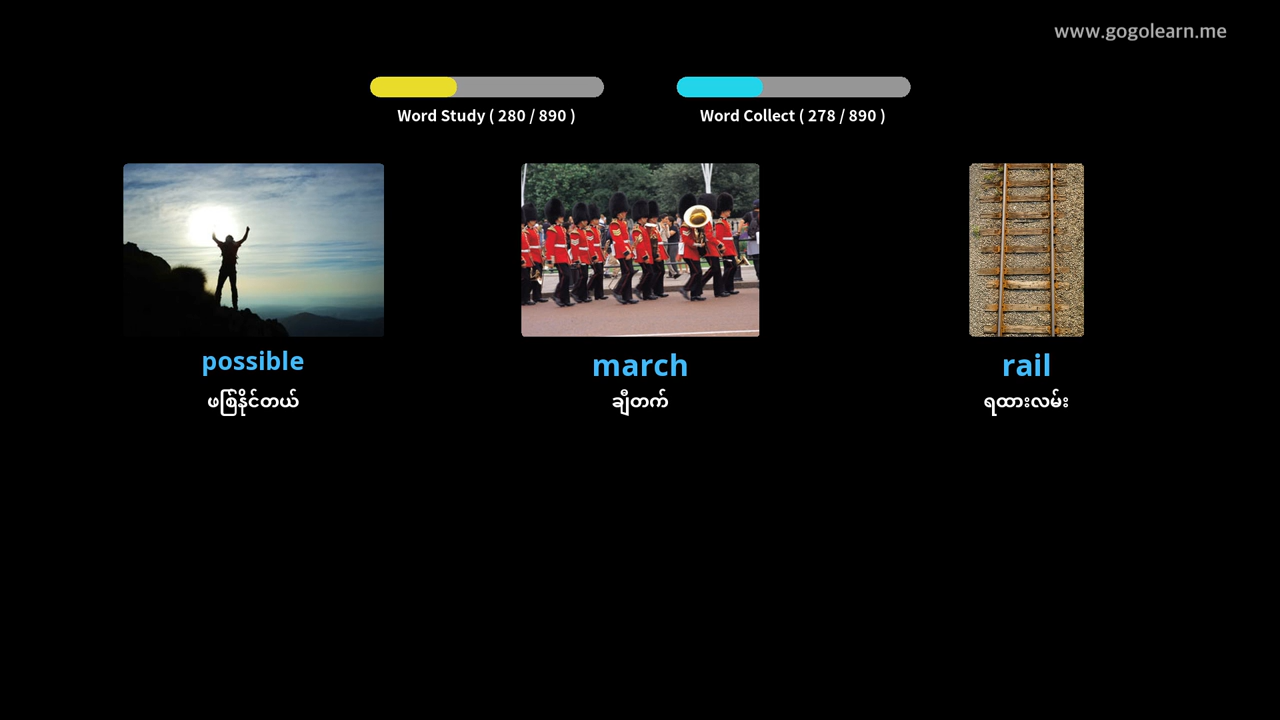 www.gogolearn.me
Word Study ( 280 / 890 )
Word Collect ( 278 / 890 )
possible
ဖြစ်နိုင်တယ်
march
ချီတက်
rail
ရထားလမ်း